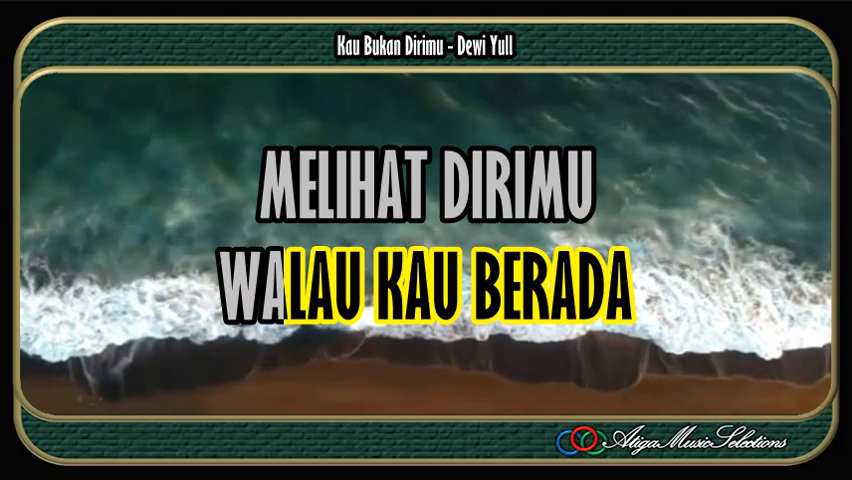 Kau Bukan Dirimu - Dewi Yull
MELIHAT DIRIMU
WALAU KAU BERADA
AtigaMusicSelections